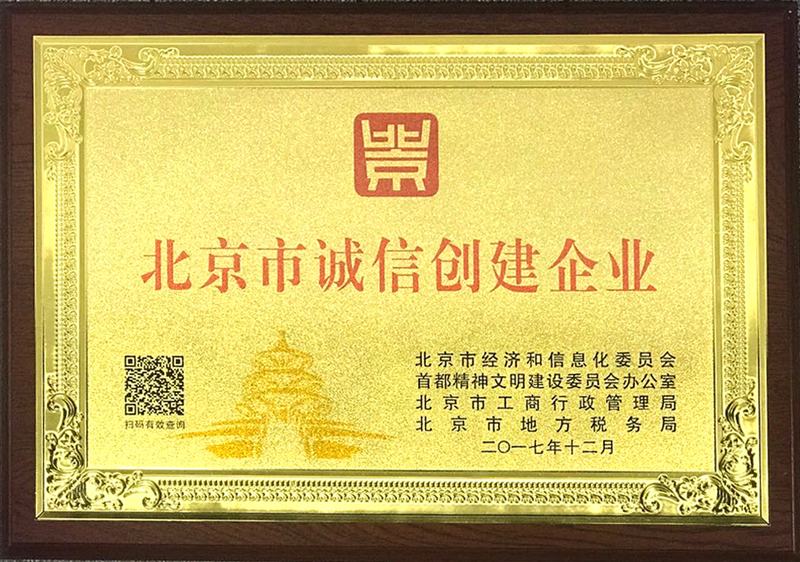 北京市诚信创建企业
扫码有效查询
北京市经济和信息化委员会
首都精神文明建设委员会办公室
北京市工商行政管理局
北京市地方税务局
二〇一七年十二月